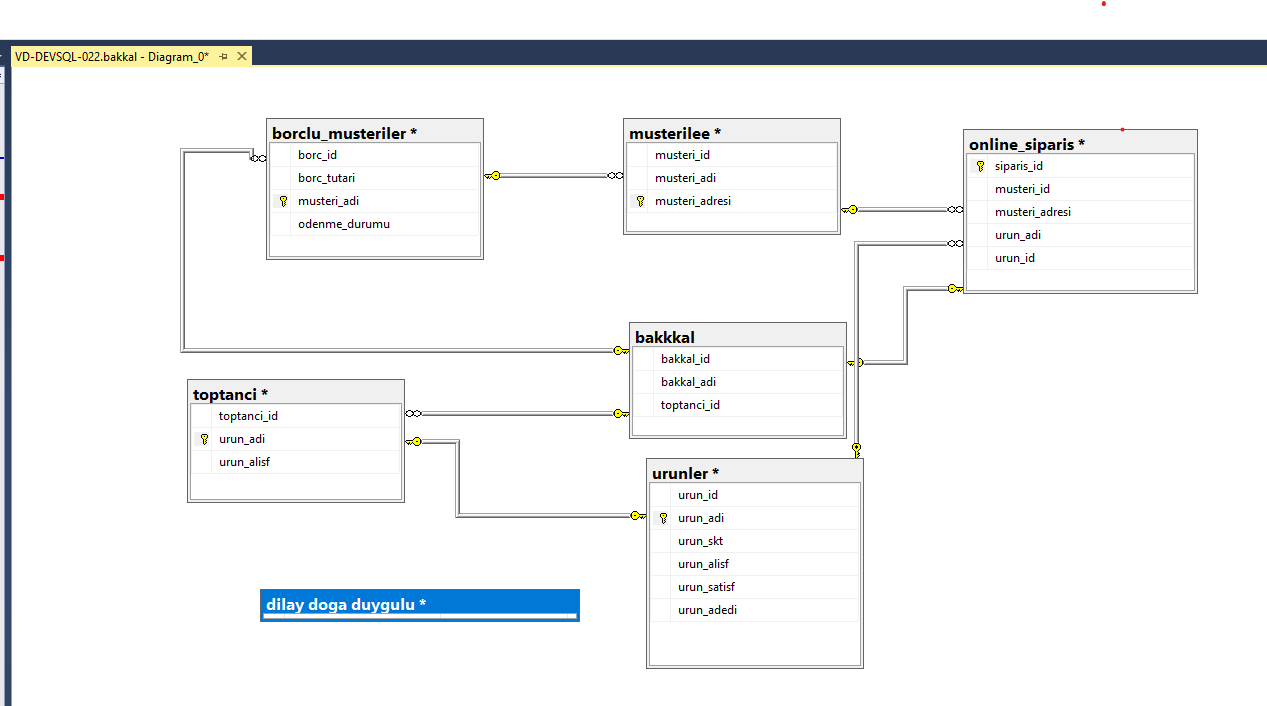 VD-DEVSQL-022.bakkal - Diagram_0*
borclu_musteriler *
borc_id
borc_tutari
musteri_adi
odenme_durumu
musterilee *
musteri_id
musteri_adi
musteri_adresi
online_siparis *
siparis_id
musteri_id
musteri_adresi
urun_adi
urun_id
bakkkal
bakkal_id
bakkal_adi
toptanci_id
toptanci *
toptanci_id
urun_adi
urun_alisf
urunler *
urun_id
urun_adi
urun_skt
urun_alisf
urun_satisf
urun_adedi
dilay doga duygulu *